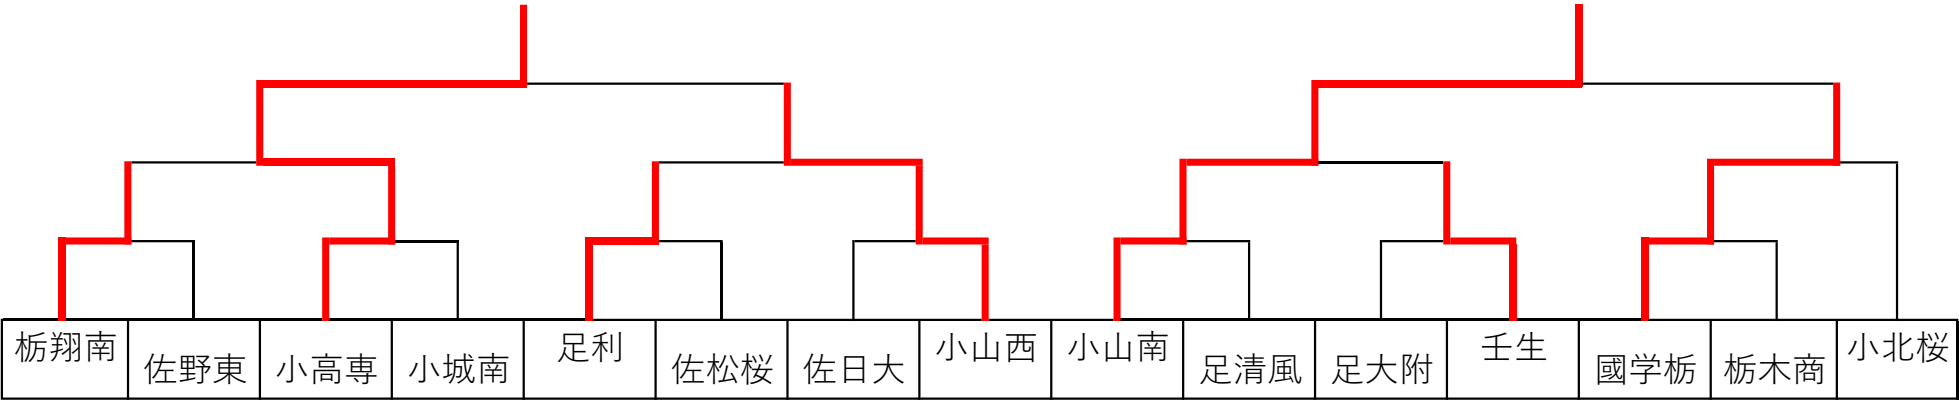 栃翔南
佐野東
小高専
小城南
足利
佐松桜
佐日大
小山西
小山南
足清風
足大附
壬生
國学栃
栃木商
小北桜